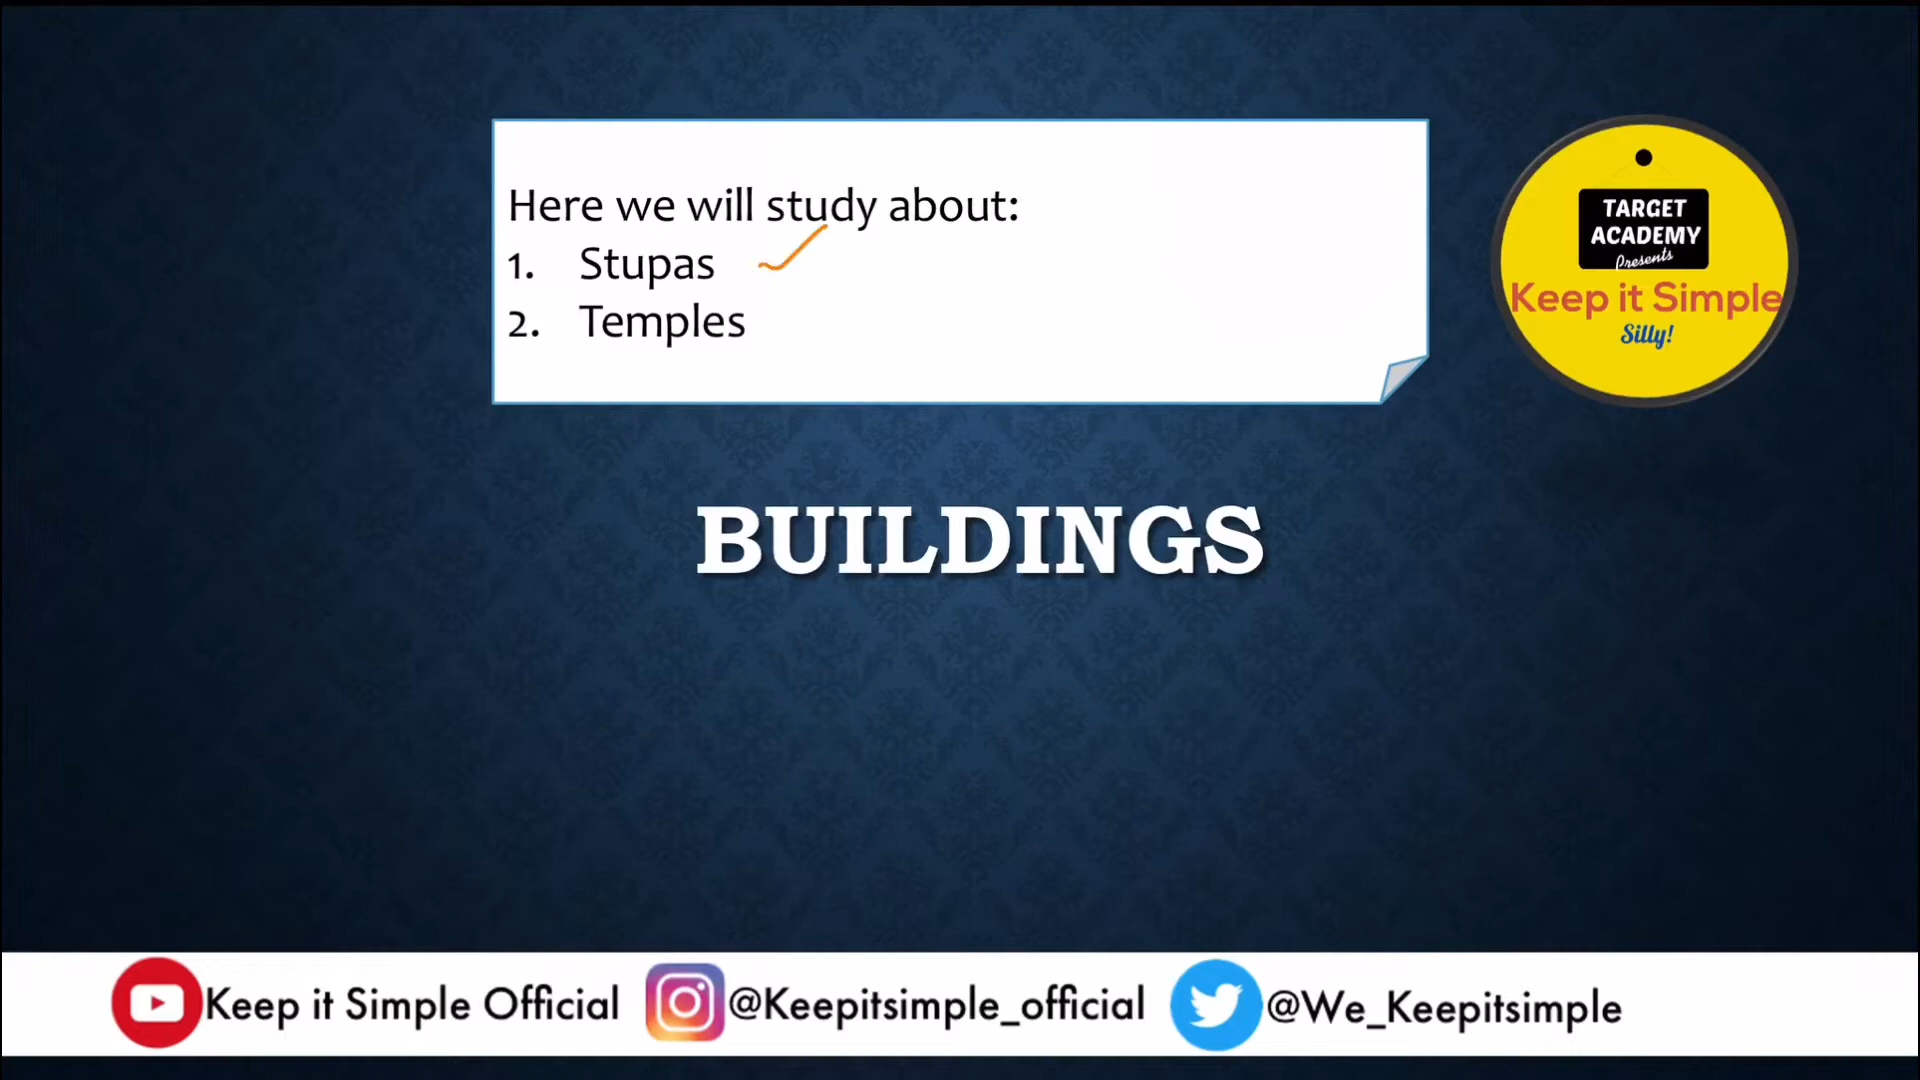 Here we will study about:
1. Stupas
2. Temples
TARGET
ACADEMY
Presents
Keep it Simple
Silly!
BUILDINGS
Keep it Simple Official @Keepitsimple_official @We_Keepitsimple